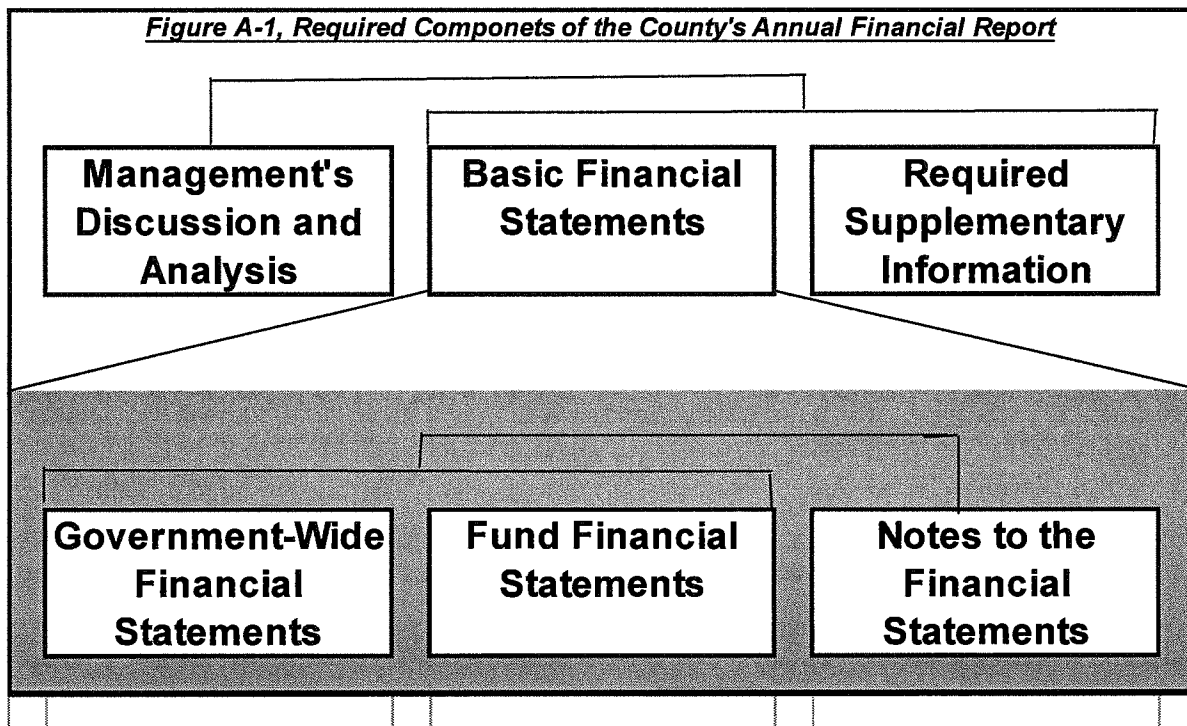 Figure A-1, Required Componets of the County's Annual Financial Report
Management's
Discussion and
Analysis
Basic Financial
Statements
Required
Supplementary
Information
Government-Wide
Financial
Statements
Fund Financial
Statements
Notes to the
Financial
Statements